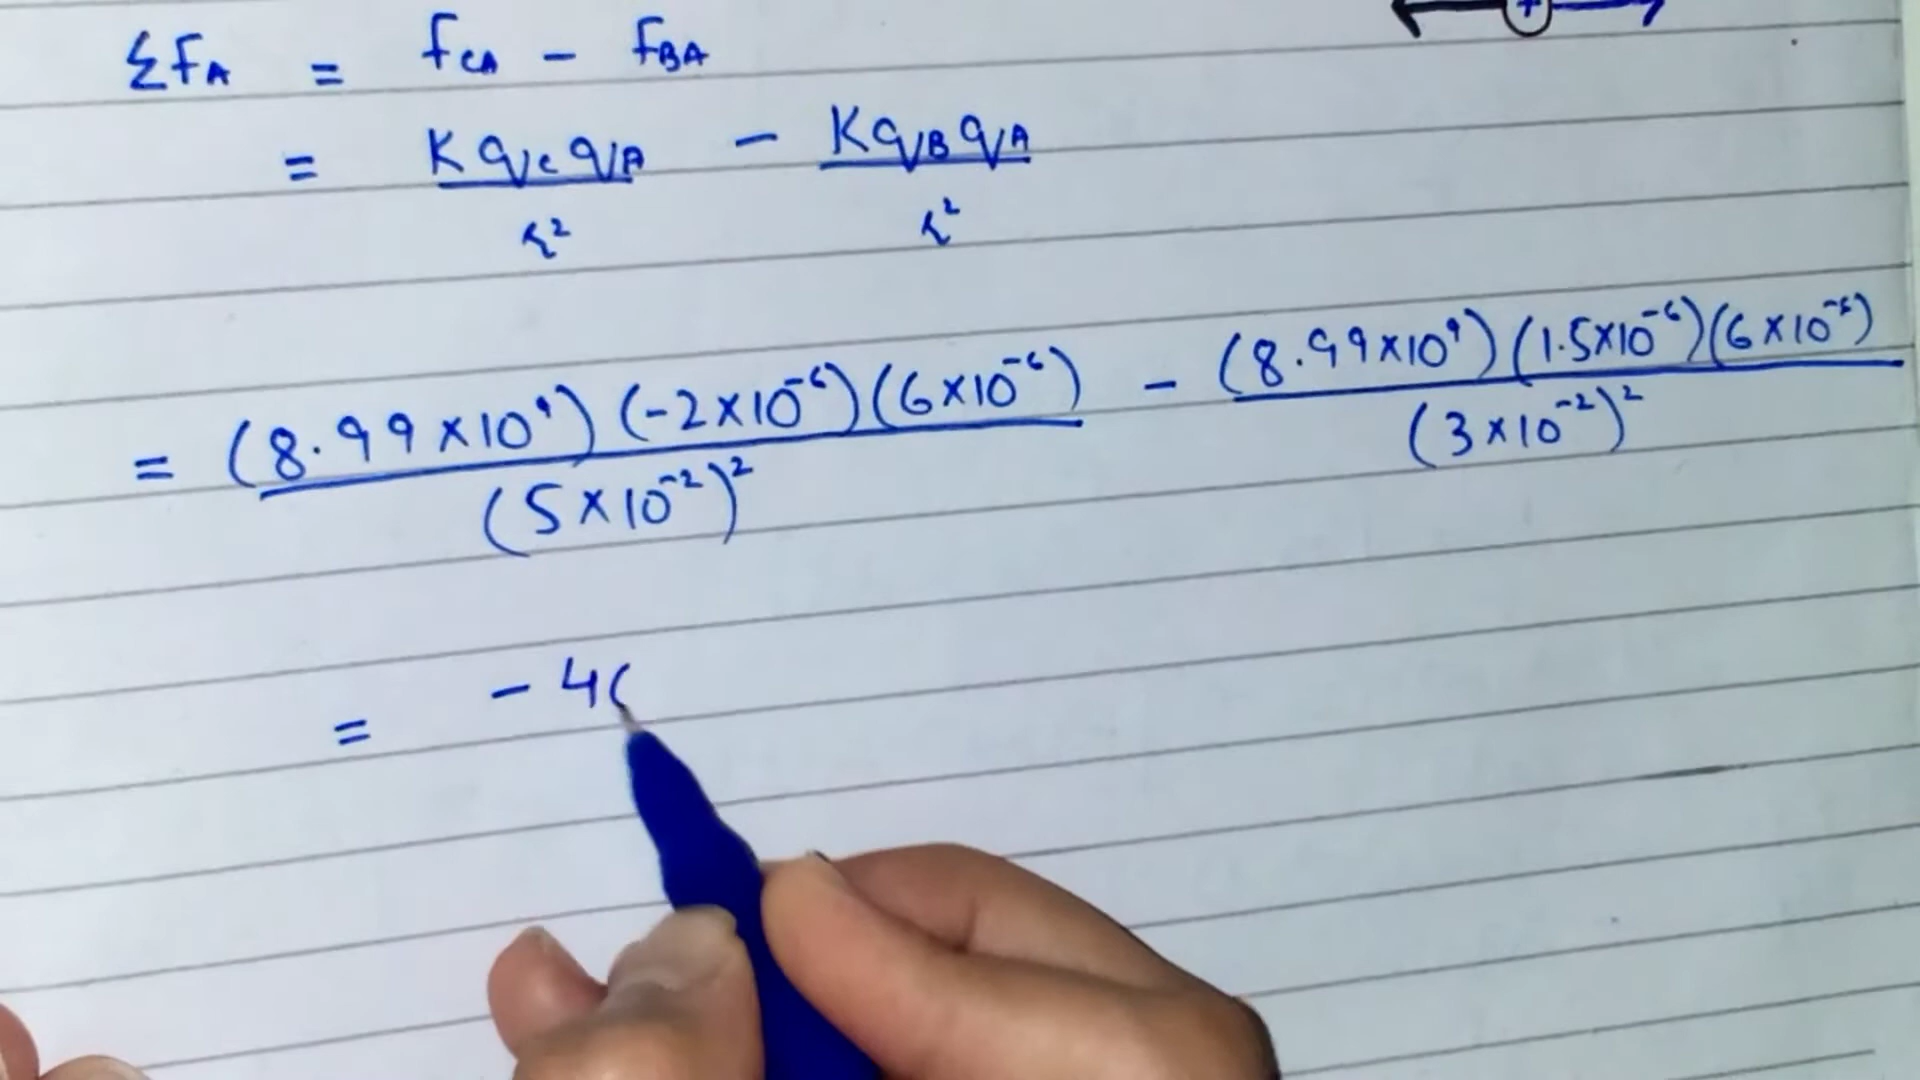 ΣFA = FCA - FBA
= KqCqA/r² - KqBqA/r²
= (8.99×10⁹)(-2×10⁻⁶)(6×10⁻⁶)/(5×10⁻²)² - (8.99×10⁹)(1.5×10⁻⁶)(6×10⁻⁶)/(3×10⁻²)²
= - 4
+